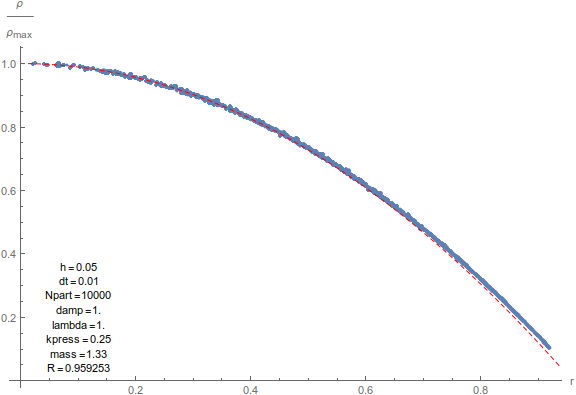 ρ
ρmax
1.0
0.8
0.6
0.4
0.2
h = 0.05
dt = 0.01
Npart = 10000
damp = 1.
lambda = 1.
kpress = 0.25
mass = 1.33
R = 0.959253
0.2 0.4 0.6 0.8 r